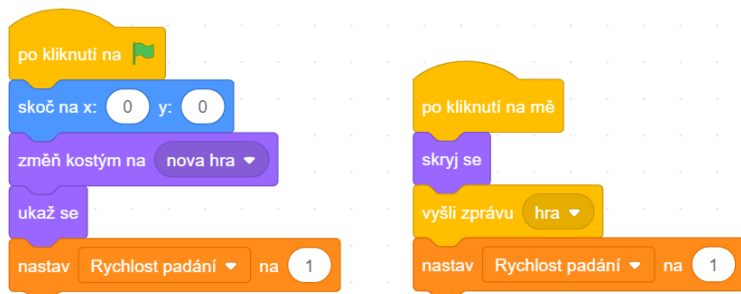 po kliknutí na
skoč na x: 0 y: 0
změň kostým na nova hra
ukaž se
nastav Rychlost padání na 1
po kliknutí na mě
skryj se
vyšli zprávu hra
nastav Rychlost padání na 1